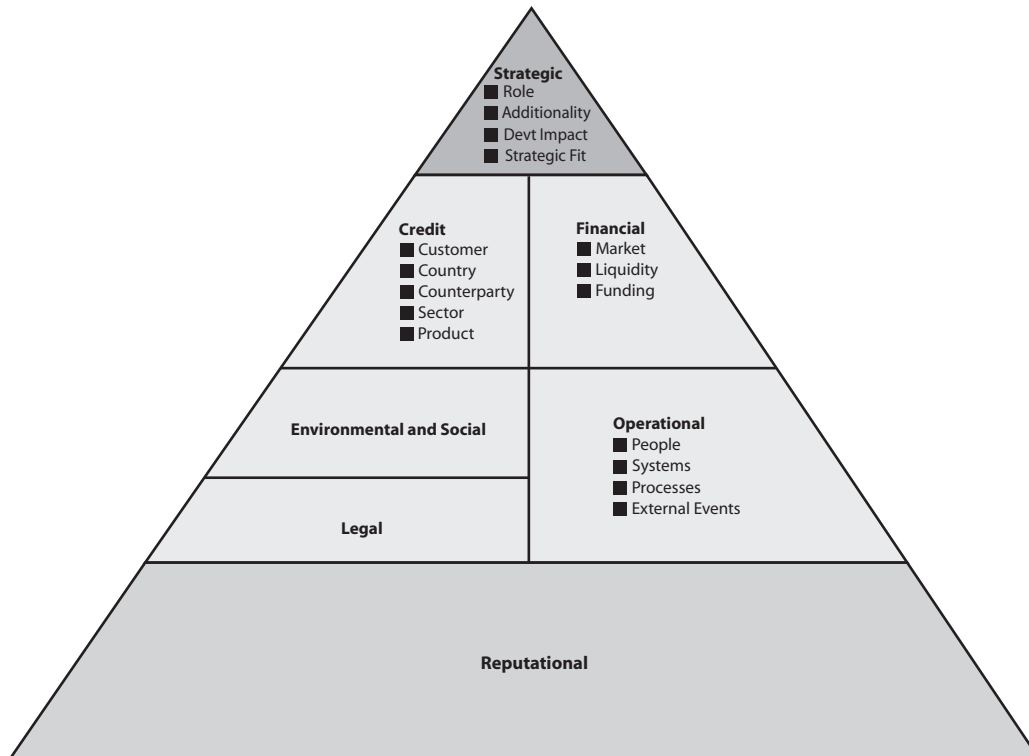 Strategic
Role
Additionality
Devt Impact
Strategic Fit
Credit
Customer
Country
Counterparty
Sector
Product
Financial
Market
Liquidity
Funding
Environmental and Social
Legal
Operational
People
Systems
Processes
External Events
Reputational